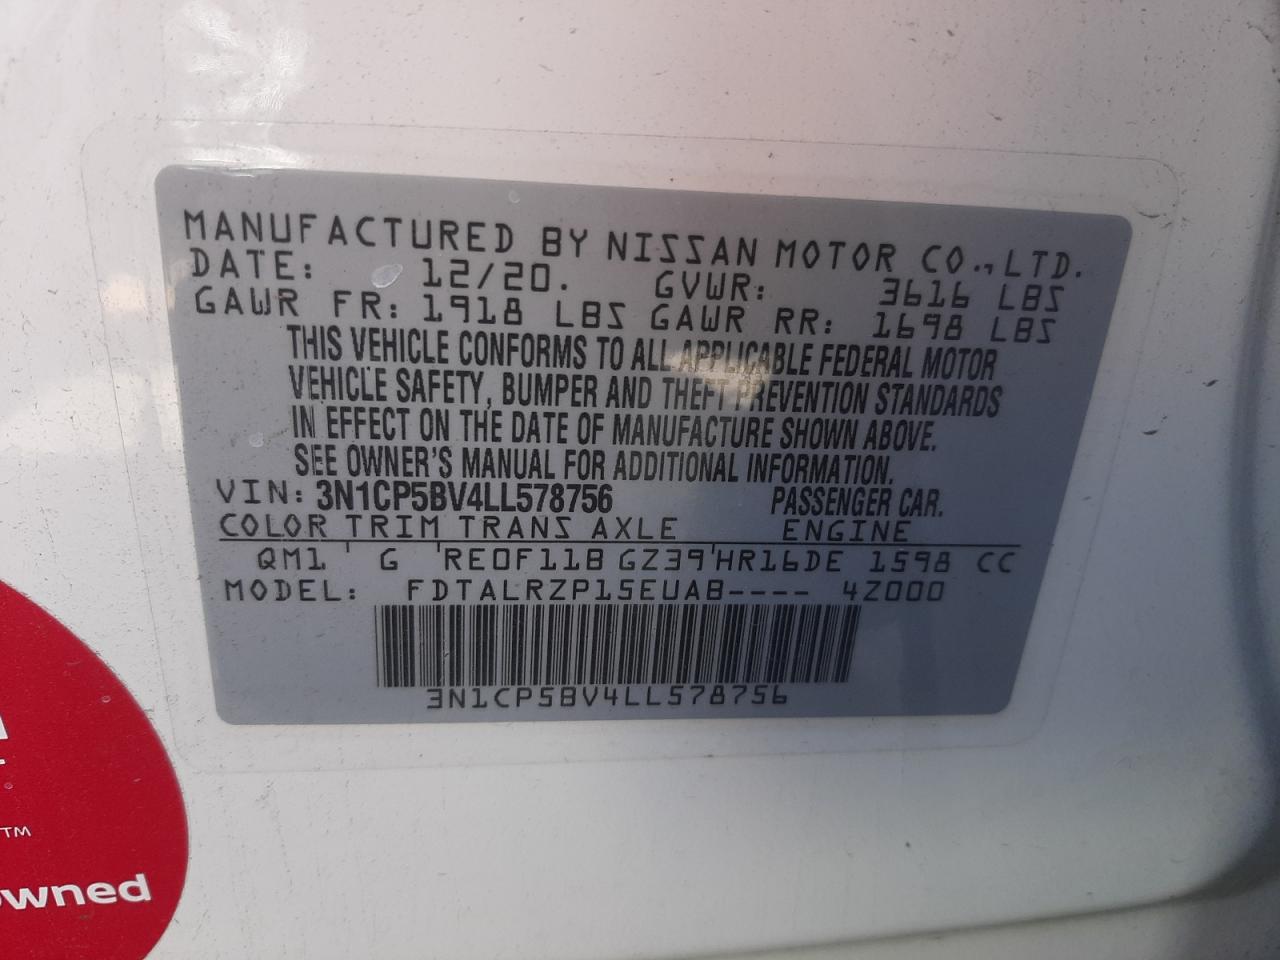 MANUFACTURED BY NISSAN MOTOR CO., LTD.
DATE: 12/20. GVWR: 3616 LBS
GAWR FR: 1918 LBS GAWR RR: 1698 LBS
THIS VEHICLE CONFORMS TO ALL APPLICABLE FEDERAL MOTOR
VEHICLE SAFETY, BUMPER AND THEFT PREVENTION STANDARDS
IN EFFECT ON THE DATE OF MANUFACTURE SHOWN ABOVE.
SEE OWNER'S MANUAL FOR ADDITIONAL INFORMATION.
VIN: 3N1CP5BV4LL578756 PASSENGER CAR.
COLOR TRIM TRANS AXLE ENGINE
QM1 G RE0F11B GZ39 HR16DE 1598 CC
MODEL: FDTALRZP15EUAB---- 4Z000
3N1CP5BV4LL578756
TM